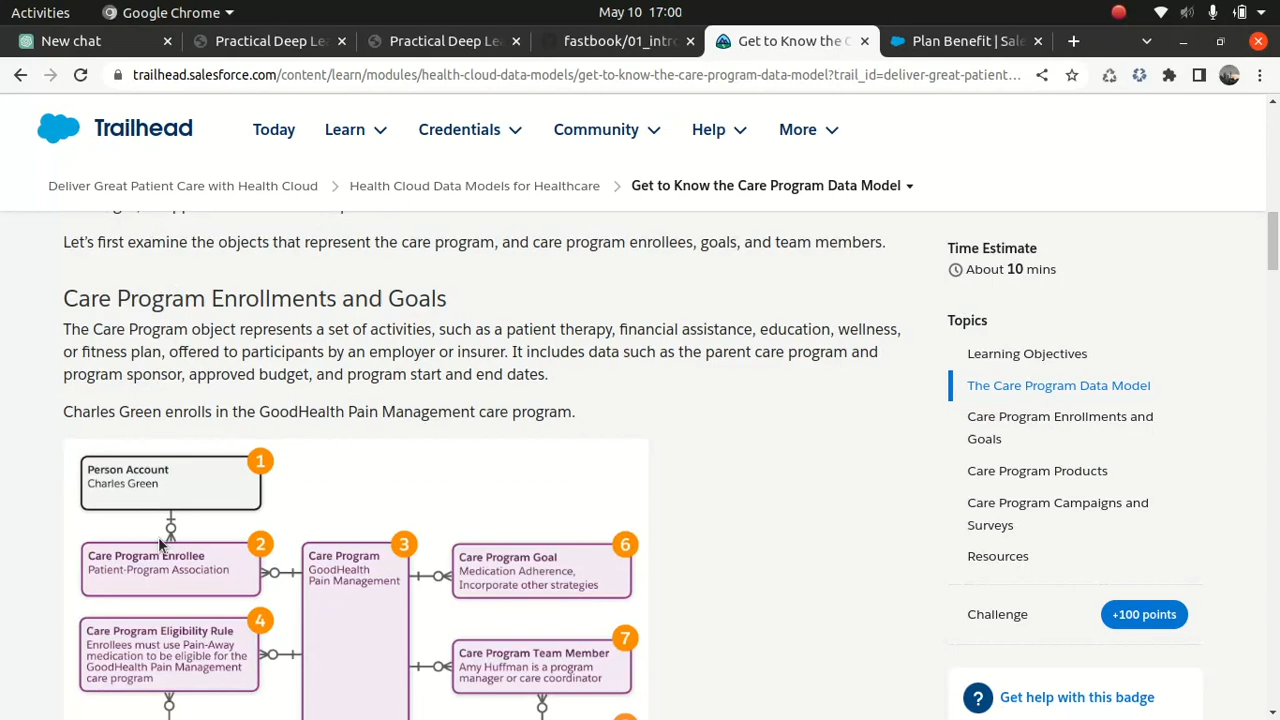 Activities
Google Chrome
May 10 17:00
New chat
Practical Deep Le
Practical Deep Le
fastbook/01_intr
Get to Know the C
Plan Benefit | Sale
trailhead.salesforce.com/content/learn/modules/health-cloud-data-models/get-to-know-the-care-program-data-model?trail_id=deliver-great-patient…
Trailhead
Today
Learn
Credentials
Community
Help
More
Deliver Great Patient Care with Health Cloud
Health Cloud Data Models for Healthcare
Get to Know the Care Program Data Model
Let’s first examine the objects that represent the care program, and care program enrollees, goals, and team members.
Care Program Enrollments and Goals
The Care Program object represents a set of activities, such as a patient therapy, financial assistance, education, wellness,
or fitness plan, offered to participants by an employer or insurer. It includes data such as the parent care program and
program sponsor, approved budget, and program start and end dates.
Charles Green enrolls in the GoodHealth Pain Management care program.
Person Account
Charles Green
1
Care Program Enrollee
Patient-Program Association
2
Care Program
GoodHealth
Pain Management
3
Care Program Goal
Medication Adherence,
Incorporate other strategies
6
Care Program Eligibility Rule
Enrollees must use Pain-Away
medication to be eligible for the
GoodHealth Pain Management
care program
4
Care Program Team Member
Amy Huffman is a program
manager or care coordinator
7
Time Estimate
About 10 mins
Topics
Learning Objectives
The Care Program Data Model
Care Program Enrollments and
Goals
Care Program Products
Care Program Campaigns and
Surveys
Resources
Challenge
+100 points
? Get help with this badge